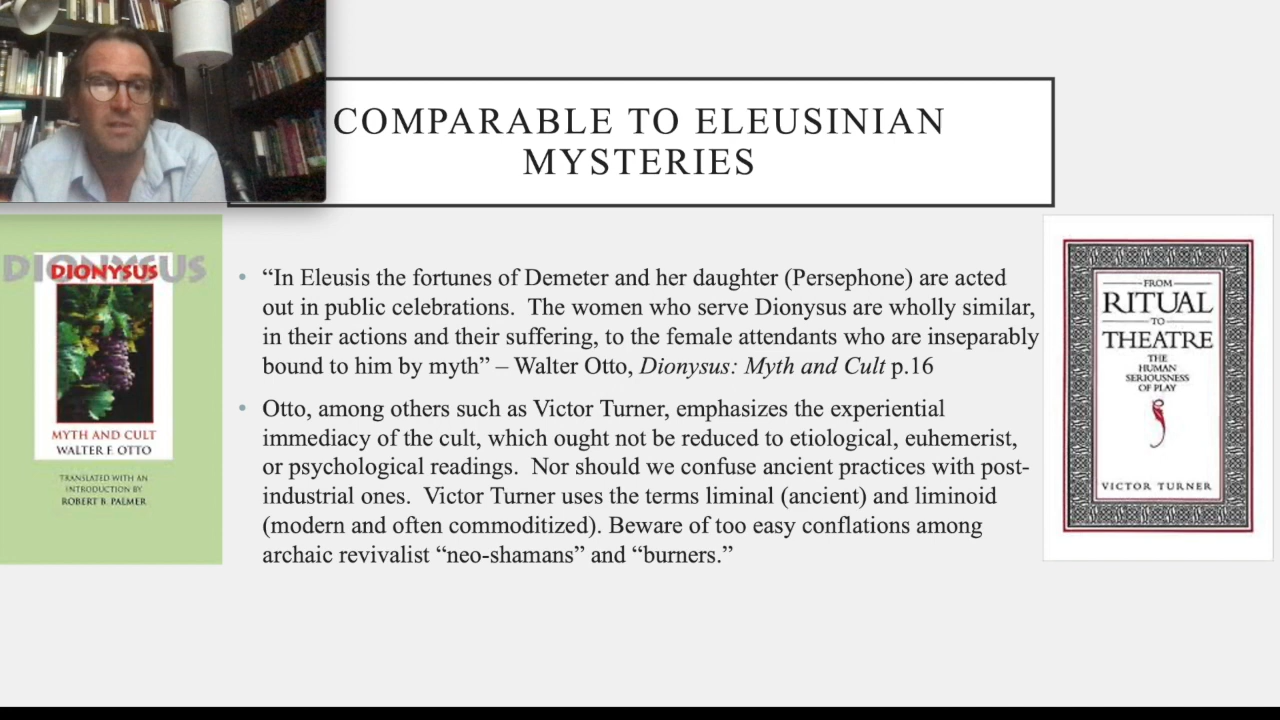 COMPARABLE TO ELEUSINIAN
MYSTERIES
DIONYSUS
DIONYSUS
MYTH AND CULT
WALTER F. OTTO
TRANSLATED WITH AN
INTRODUCTION BY
ROBERT B. PALMER
• “In Eleusis the fortunes of Demeter and her daughter (Persephone) are acted
out in public celebrations.  The women who serve Dionysus are wholly similar,
in their actions and their suffering, to the female attendants who are inseparably
bound to him by myth” – Walter Otto, Dionysus: Myth and Cult p.16
• Otto, among others such as Victor Turner, emphasizes the experiential
immediacy of the cult, which ought not be reduced to etiological, euhemerist,
or psychological readings.  Nor should we confuse ancient practices with post-
industrial ones.  Victor Turner uses the terms liminal (ancient) and liminoid
(modern and often commoditized). Beware of too easy conflations among
archaic revivalist “neo-shamans” and “burners.”
FROM
RITUAL
TO
THEATRE
THE
HUMAN
SERIOUSNESS
OF PLAY
VICTOR TURNER